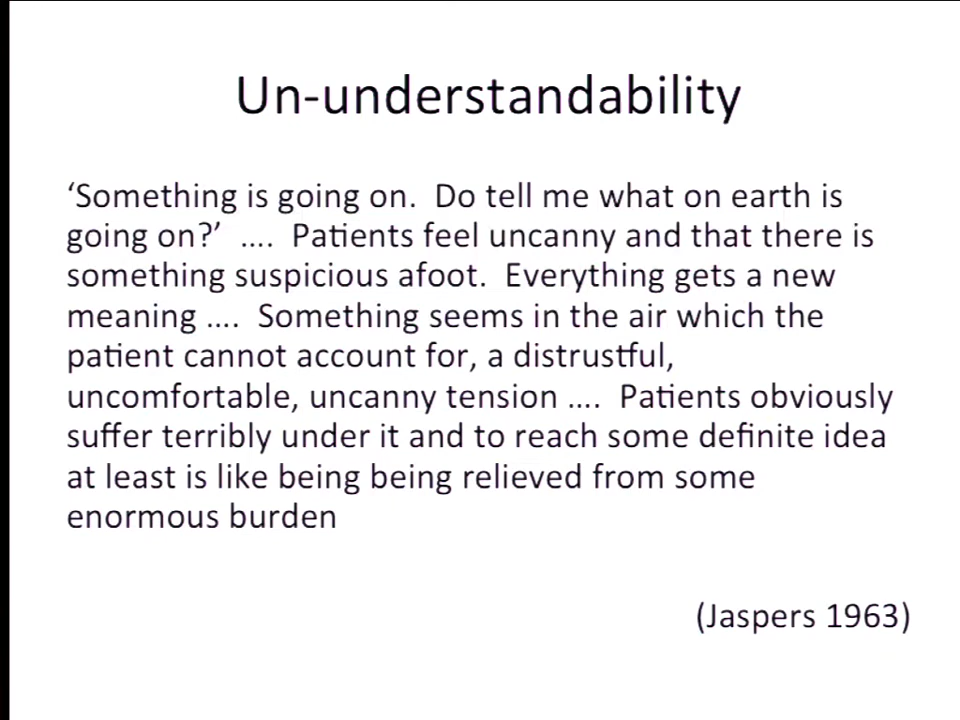 Un-understandability
‘Something is going on.  Do tell me what on earth is
going on?’  ....  Patients feel uncanny and that there is
something suspicious afoot.  Everything gets a new
meaning ....  Something seems in the air which the
patient cannot account for, a distrustful,
uncomfortable, uncanny tension ....  Patients obviously
suffer terribly under it and to reach some definite idea
at least is like being being relieved from some
enormous burden
(Jaspers 1963)